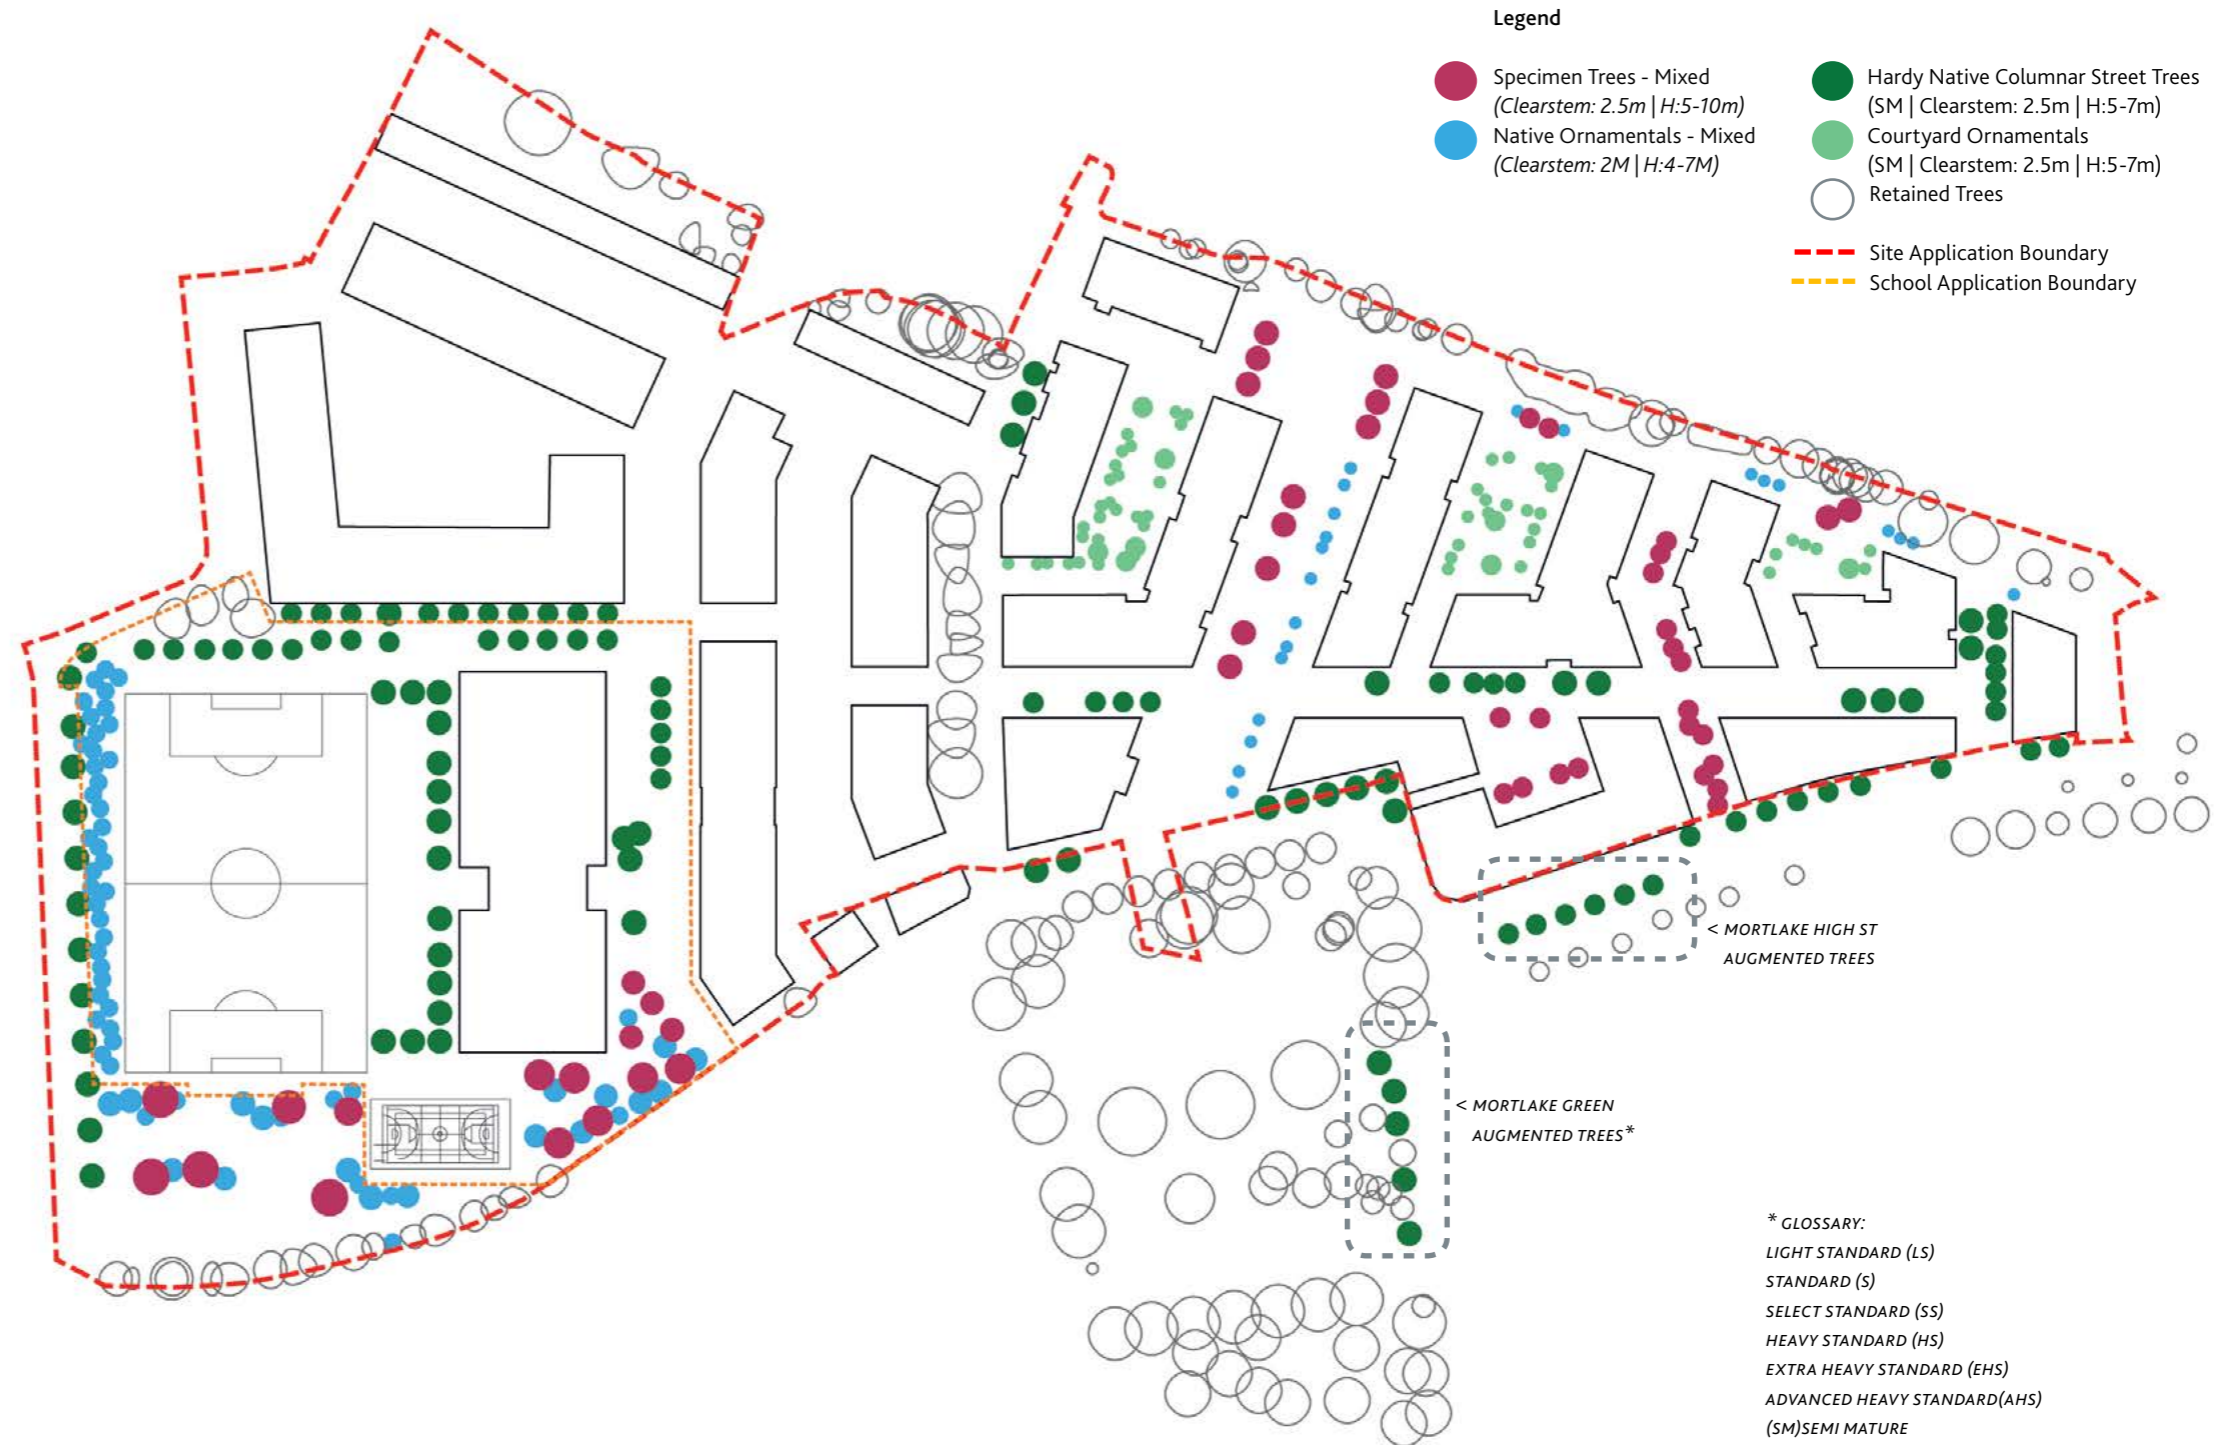 Legend
Specimen Trees - Mixed
(Clearstem: 2.5m | H:5-10m)
Native Ornamentals - Mixed
(Clearstem: 2M | H:4-7M)
Hardy Native Columnar Street Trees
(SM | Clearstem: 2.5m | H:5-7m)
Courtyard Ornamentals
(SM | Clearstem: 2.5m | H:5-7m)
Retained Trees
Site Application Boundary
School Application Boundary
< MORTLAKE HIGH ST
AUGMENTED TREES
< MORTLAKE GREEN
AUGMENTED TREES*
* GLOSSARY:
LIGHT STANDARD (LS)
STANDARD (S)
SELECT STANDARD (SS)
HEAVY STANDARD (HS)
EXTRA HEAVY STANDARD (EHS)
ADVANCED HEAVY STANDARD(AHS)
(SM)SEMI MATURE